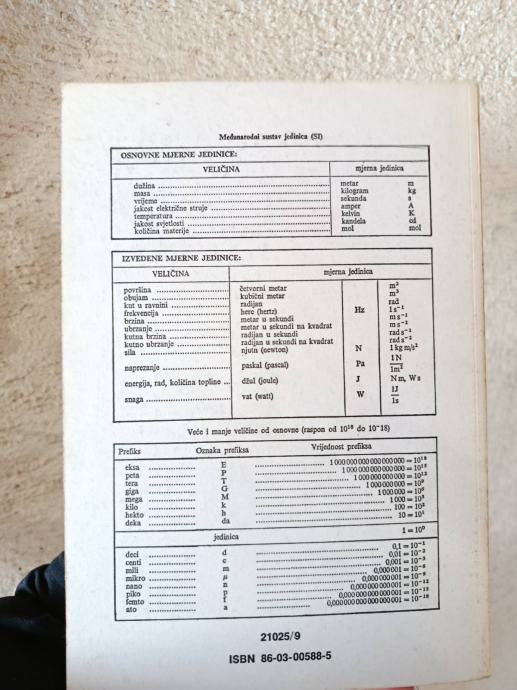 Međunarodni sustav jedinica (SI)
OSNOVNE MJERNE JEDINICE:
VELIČINA mjerna jedinica
dužina metar m
masa kilogram kg
vrijeme sekunda s
jakost električne struje amper A
temperatura kelvin K
jakost svjetlosti kandela cd
količina materije mol mol
IZVEDENE MJERNE JEDINICE:
VELIČINA mjerna jedinica
površina četvorni metar m²
obujam kubični metar m³
kut u ravnini radijan rad
frekvencija herc (hertz) Hz 1 s⁻¹
brzina metar u sekundi m s⁻¹
ubrzanje metar u sekundi na kvadrat m s⁻²
kutna brzina radijan u sekundi rad s⁻¹
kutno ubrzanje radijan u sekundi na kvadrat rad s⁻²
sila njutn (newton) N 1 kg m/s²
naprezanje paskal (pascal) Pa 1 N / 1m²
energija, rad, količina topline ... džul (joule) J N m, W s
snaga vat (watt) W 1J / 1s
Veće i manje veličine od osnovne (raspon od 10¹⁸ do 10⁻18)
Prefiks Oznaka prefiksa Vrijednost prefiksa
eksa E 1 000 000 000 000 000 000 = 10¹⁸
peta P 1 000 000 000 000 000 = 10¹⁵
tera T 1 000 000 000 000 = 10¹²
giga G 1 000 000 000 = 10⁹
mega M 1 000 000 = 10⁶
kilo k 1 000 = 10³
hekto h 100 = 10²
deka da 10 = 10¹
jedinica 1 = 10⁰
deci d 0,1 = 10⁻¹
centi c 0,01 = 10⁻²
mili m 0,001 = 10⁻³
mikro μ 0,000 001 = 10⁻⁶
nano n 0,000 000 001 = 10⁻⁹
piko p 0,000 000 000 001 = 10⁻¹²
femto f 0,000 000 000 000 001 = 10⁻¹⁵
ato a 0,000 000 000 000 000 001 = 10⁻¹⁸
21025/9
ISBN 86-03-00588-5